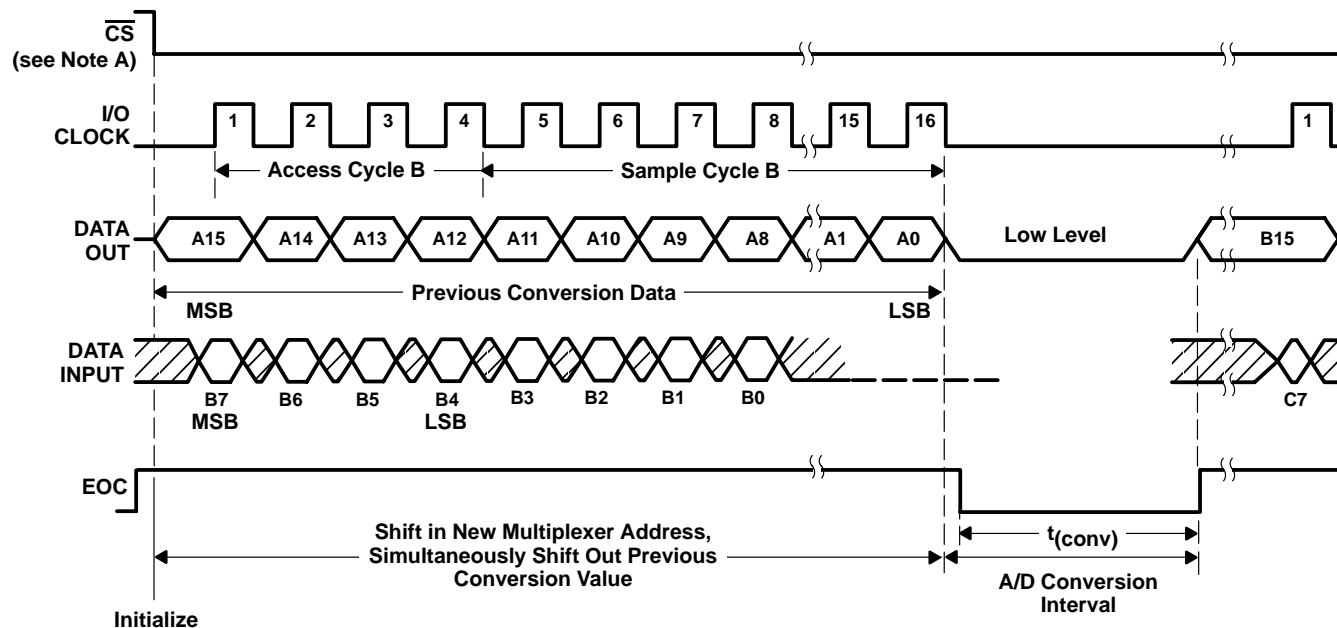 CS
(see Note A)
I/O
CLOCK
1 2 3 4 5 6 7 8 15 16 1
Access Cycle B Sample Cycle B
DATA
OUT
A15 A14 A13 A12 A11 A10 A9 A8 A1 A0 Low Level B15
Previous Conversion Data
MSB LSB
DATA
INPUT
B7 B6 B5 B4 B3 B2 B1 B0 C7
MSB LSB
EOC
Shift in New Multiplexer Address,
Simultaneously Shift Out Previous
Conversion Value
t(conv)
A/D Conversion
Interval
Initialize